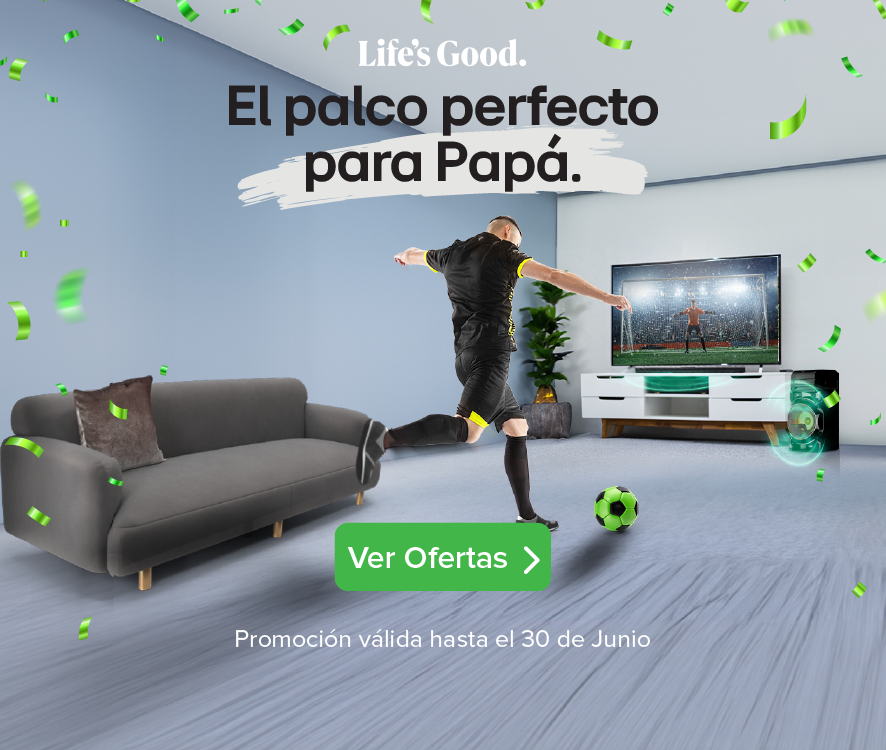 Life's Good.
El palco perfecto
para Papá.
Ver Ofertas
Promoción válida hasta el 30 de Junio